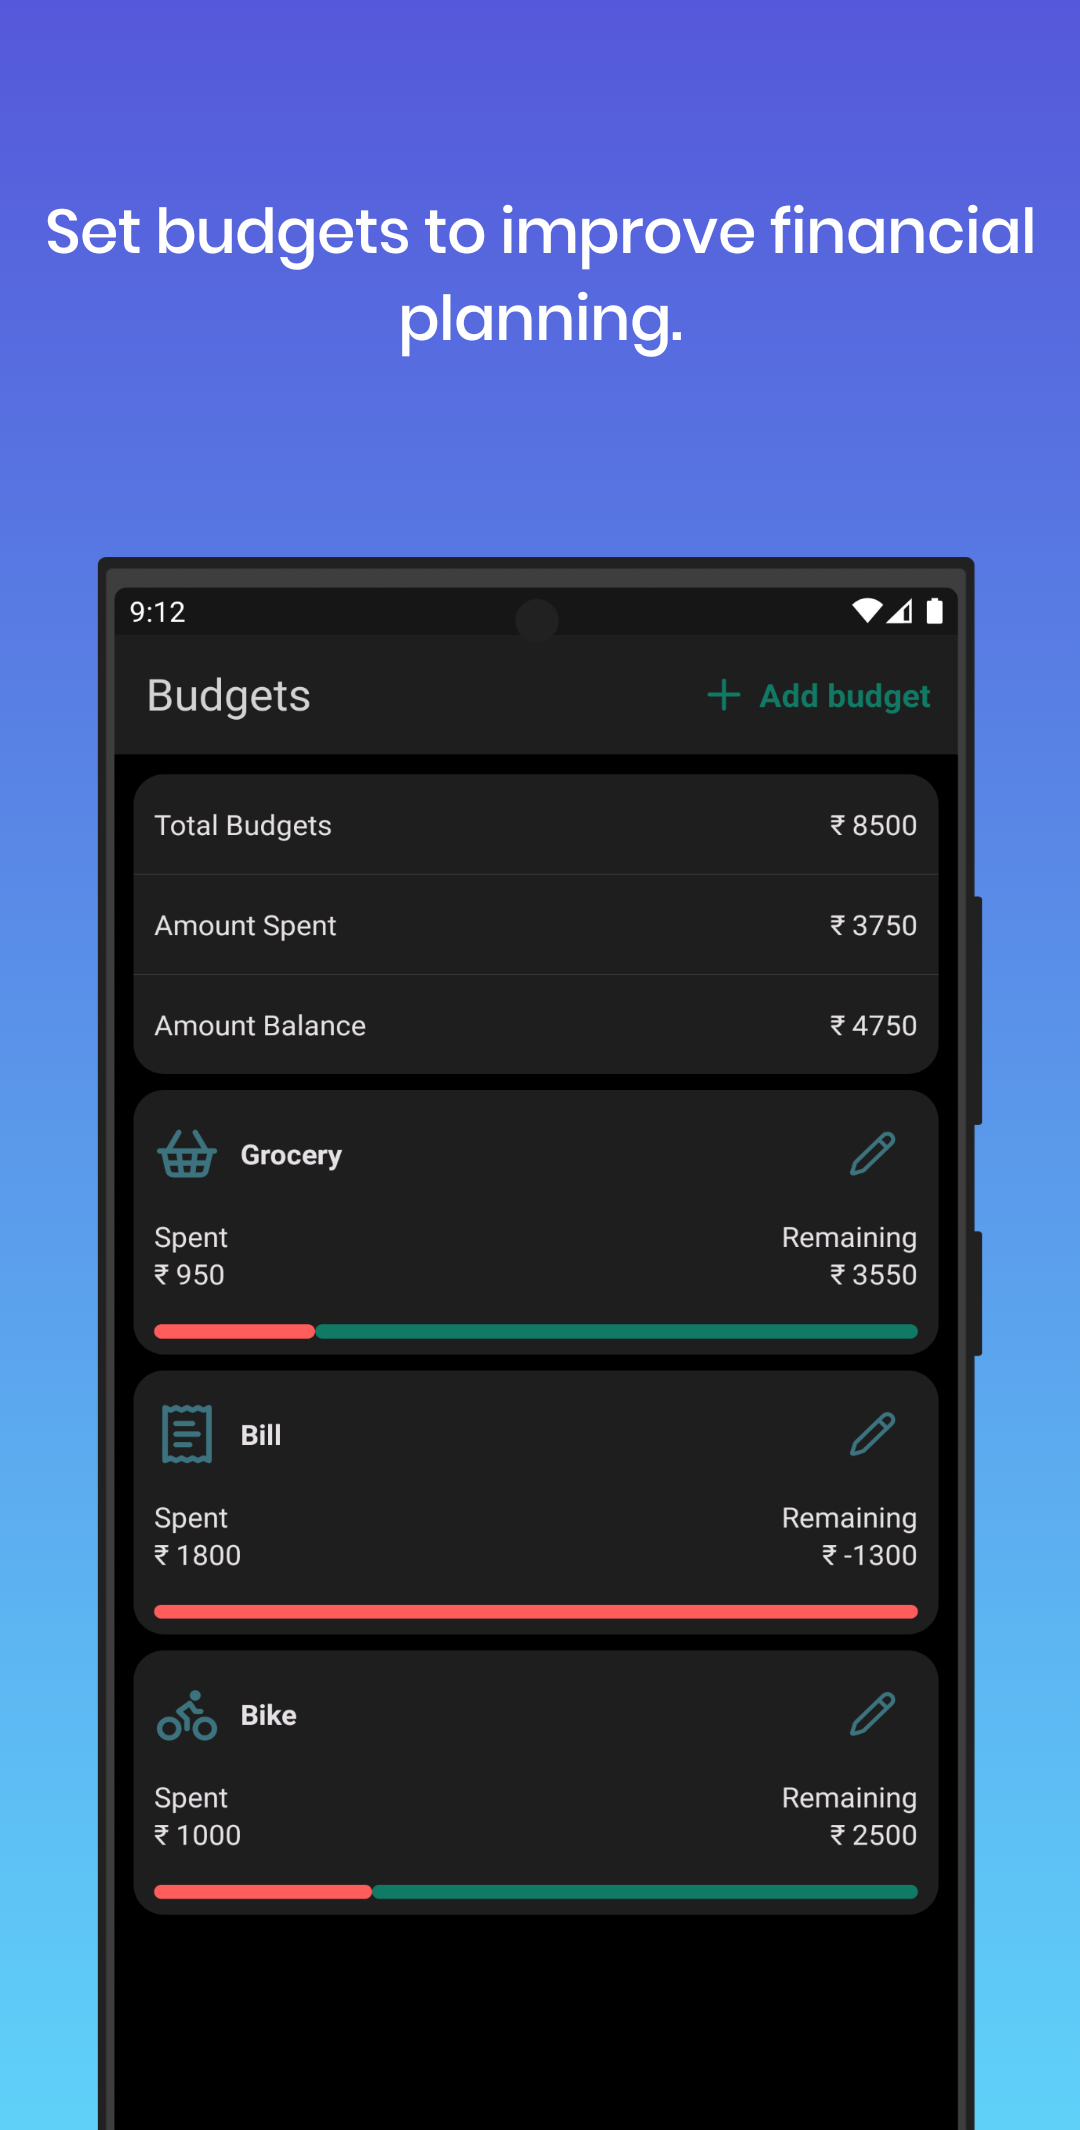 Set budgets to improve financial
planning.
9:12
Budgets
+ Add budget
Total Budgets ₹ 8500
Amount Spent ₹ 3750
Amount Balance ₹ 4750
Grocery
Spent Remaining
₹ 950 ₹ 3550
Bill
Spent Remaining
₹ 1800 ₹ -1300
Bike
Spent Remaining
₹ 1000 ₹ 2500